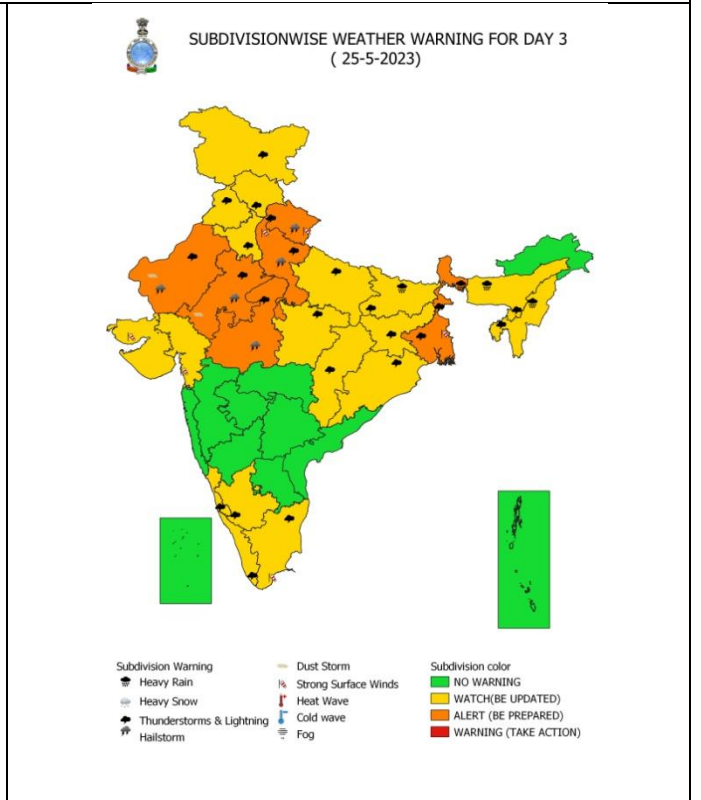 SUBDIVISIONWISE WEATHER WARNING FOR DAY 3
( 25-5-2023)
Subdivision Warning
Heavy Rain
Heavy Snow
Thunderstorms & Lightning
Hailstorm
Dust Storm
Strong Surface Winds
Heat Wave
Cold wave
Fog
Subdivision color
NO WARNING
WATCH(BE UPDATED)
ALERT (BE PREPARED)
WARNING (TAKE ACTION)